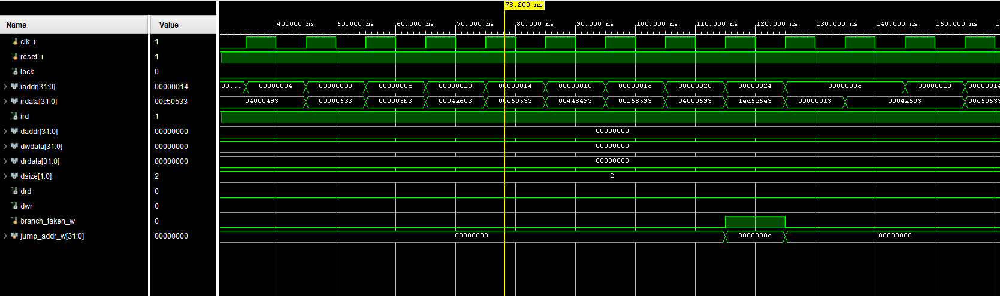 78.200 ns
Name Value
40.000 ns 50.000 ns 60.000 ns 70.000 ns 80.000 ns 90.000 ns 100.000 ns 110.000 ns 120.000 ns 130.000 ns 140.000 ns 150.000 ns
clk_i 1
reset_i 1
lock 0
iaddr[31:0] 00000014 00... 00000004 00000008 0000000c 00000010 00000014 00000018 0000001c 00000020 00000024 0000000c 00000010 00000014
irdata[31:0] 00c50533 04000493 00000533 000005b3 0004a603 00c50533 00448493 00158593 04000693 fed5c6e3 00000013 0004a603 00c50533
ird 1
daddr[31:0] 00000000 00000000
dwdata[31:0] 00000000 00000000
drdata[31:0] 00000000 00000000
dsize[1:0] 2 2
drd 0
dwr 0
branch_taken_w 0
jump_addr_w[31:0] 00000000 00000000 0000000c 00000000